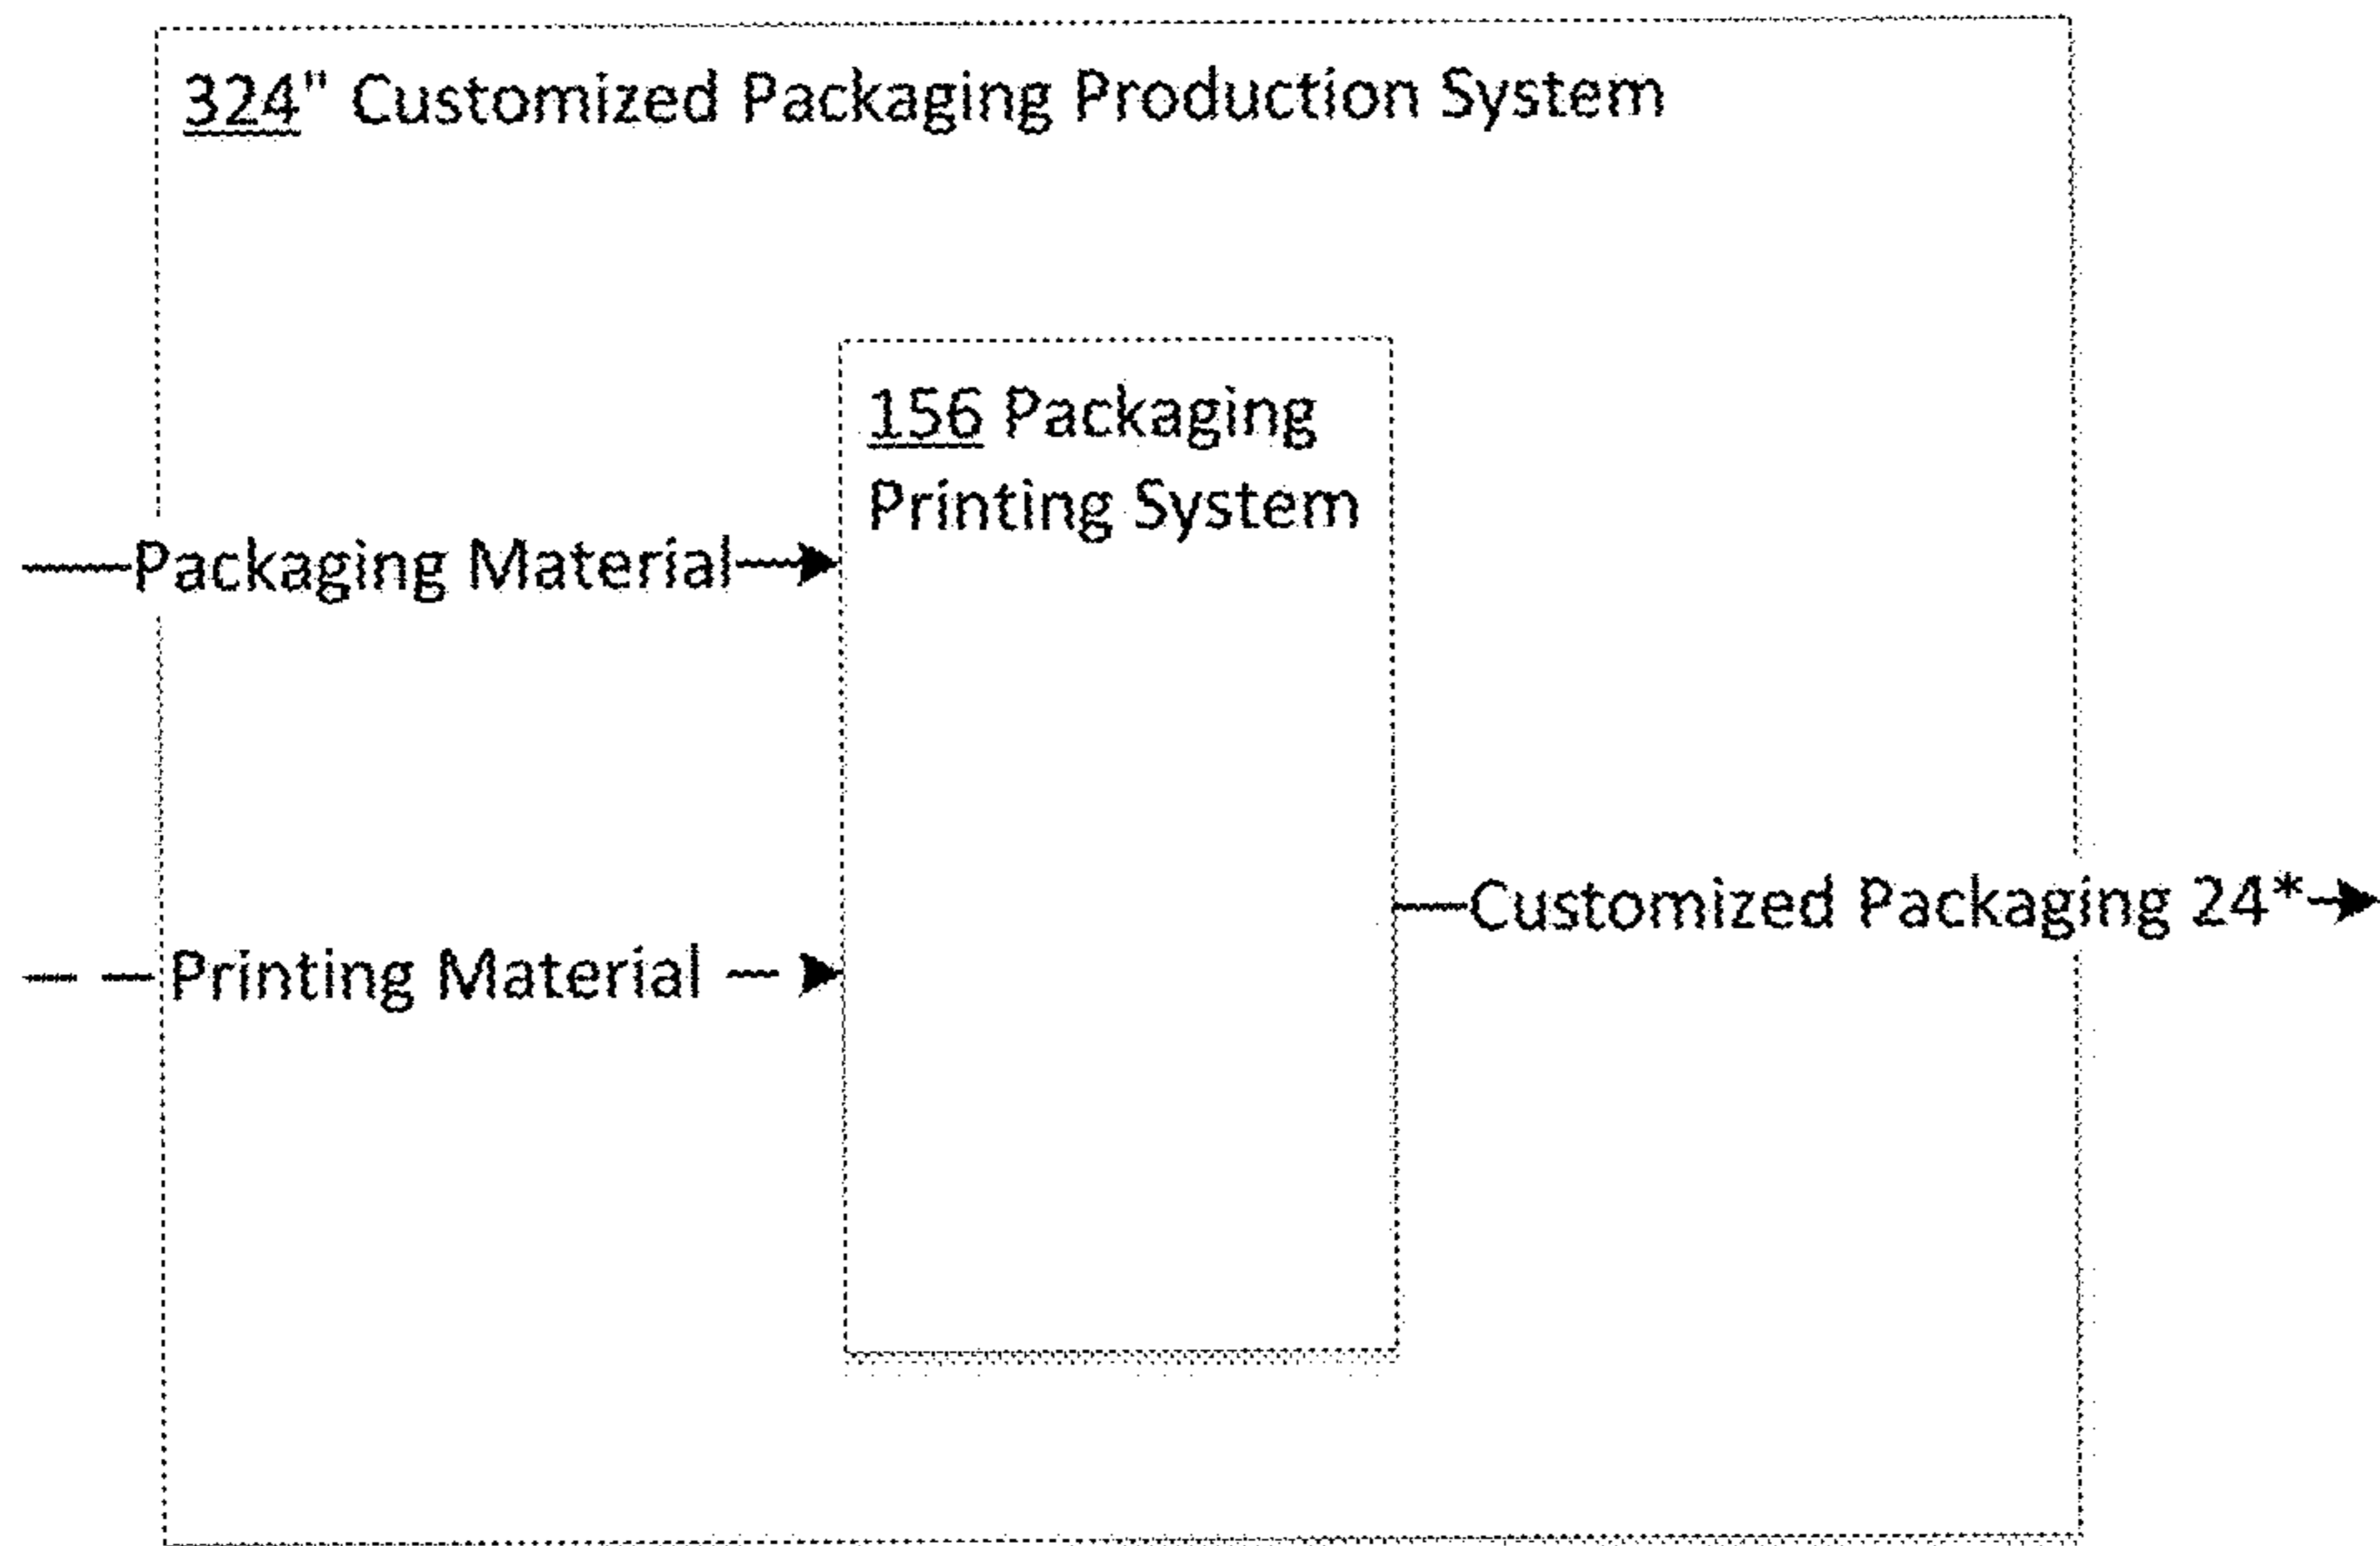 324" Customized Packaging Production System
156 Packaging
Printing System
Packaging Material
Customized Packaging 24*
Printing Material